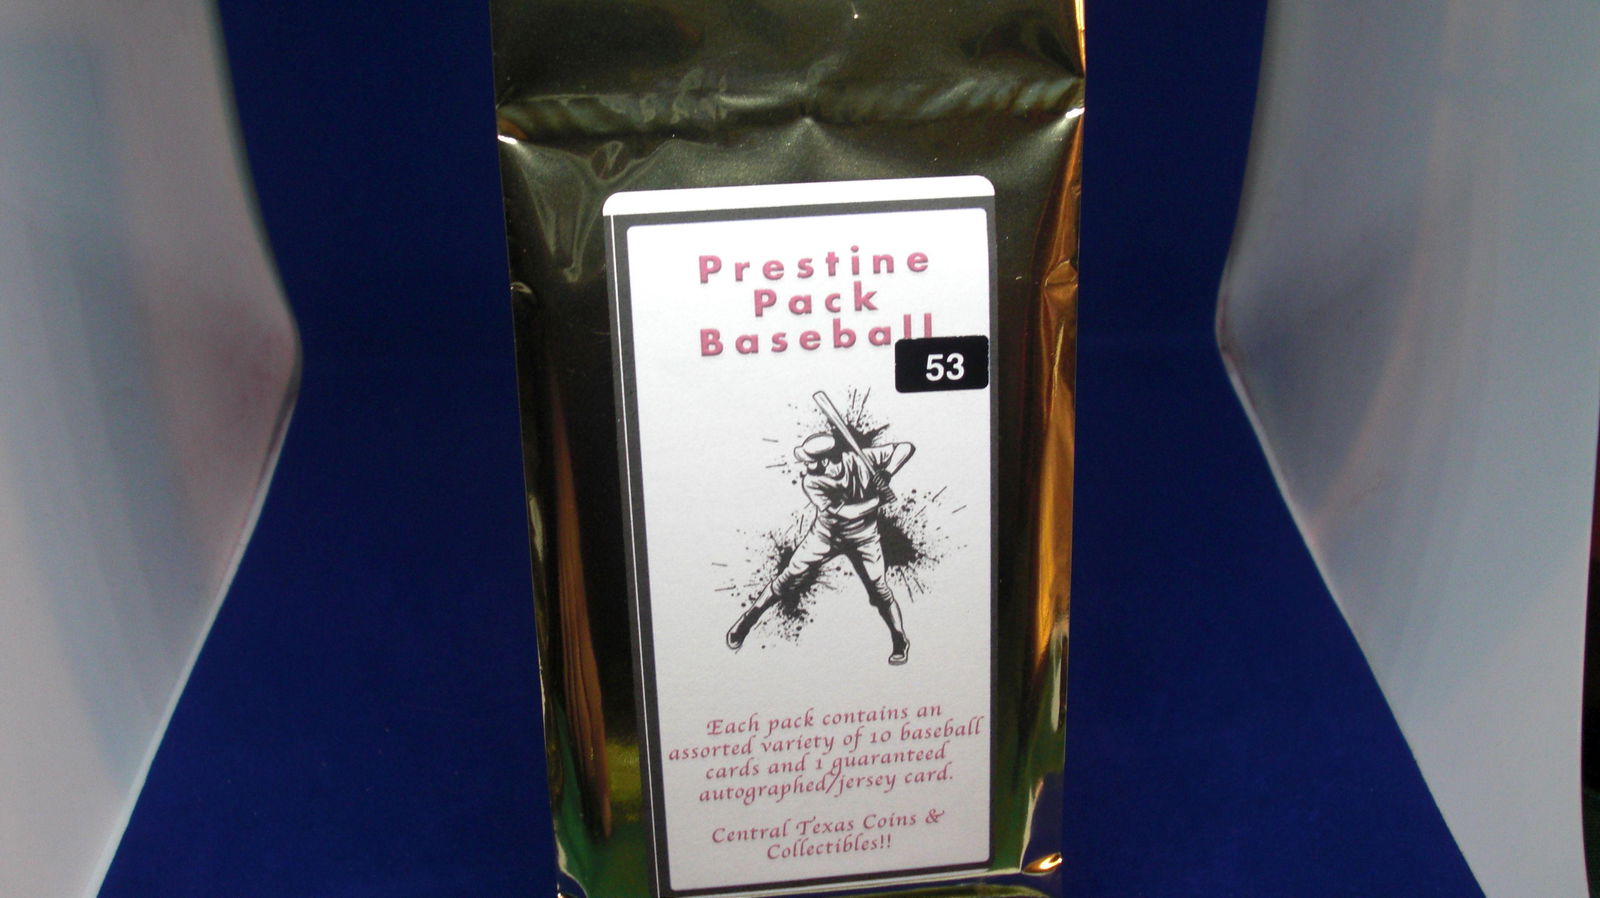 Prestine
Pack
Baseball
53
Each pack contains an
assorted variety of 10 baseball
cards and 1 guaranteed
autographed/jersey card.
Central Texas Coins &
Collectibles!!